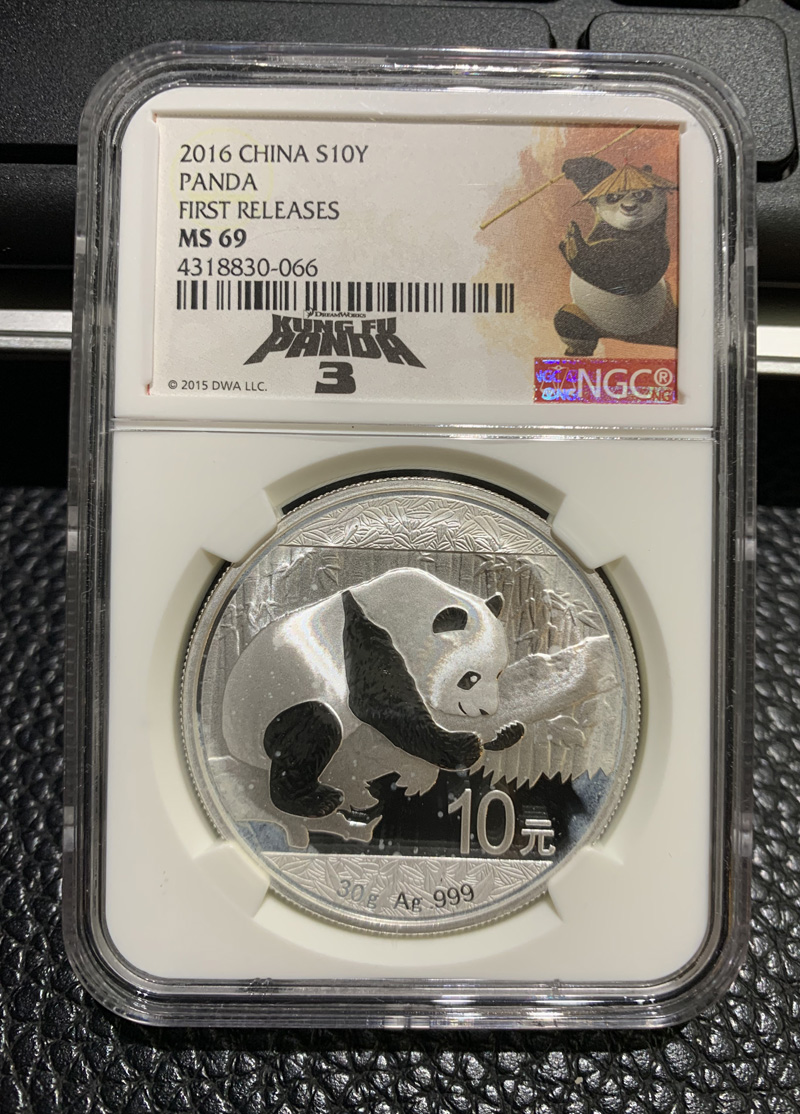 2016 CHINA S10Y
PANDA
FIRST RELEASES
MS 69
4318830-066
DREAMWORKS
KUNG FU
PANDA
3
© 2015 DWA LLC.
NGC®
10元
30g Ag 999